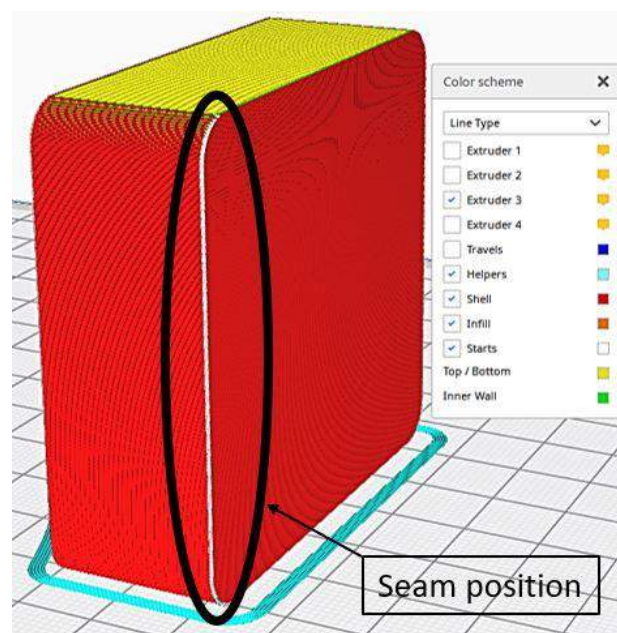 Color scheme ×
Line Type
Extruder 1
Extruder 2
Extruder 3
Extruder 4
Travels
Helpers
Shell
Infill
Starts
Top / Bottom
Inner Wall
Seam position